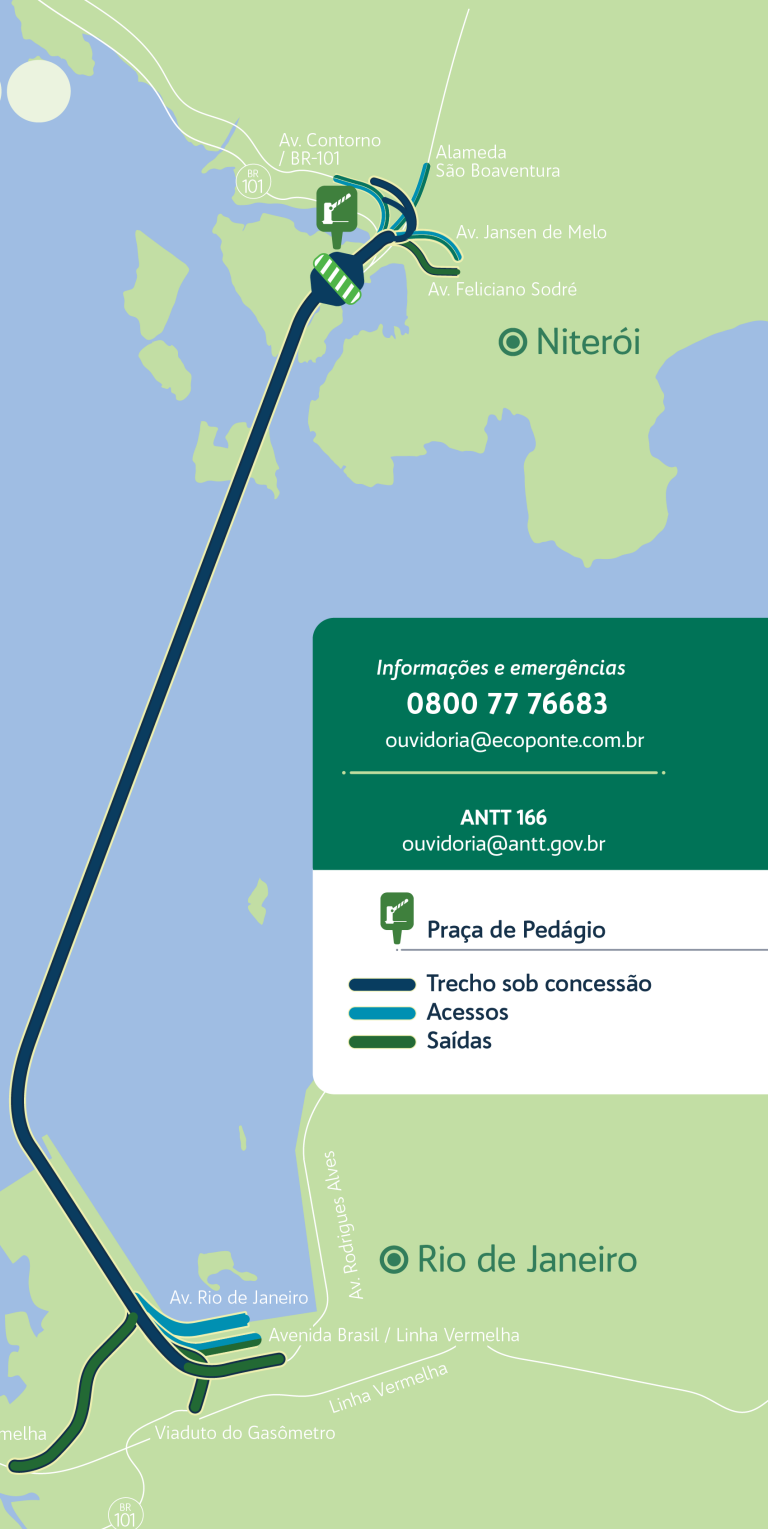 Av. Contorno
/ BR-101
Alameda
São Boaventura
BR
101
Av. Jansen de Melo
Av. Feliciano Sodré
Niterói
Informações e emergências
0800 77 76683
ouvidoria@ecoponte.com.br
ANTT 166
ouvidoria@antt.gov.br
Praça de Pedágio
Trecho sob concessão
Acessos
Saídas
Av. Rodrigues Alves
Rio de Janeiro
Av. Rio de Janeiro
Avenida Brasil / Linha Vermelha
Linha Vermelha
melha
Viaduto do Gasômetro
BR
101